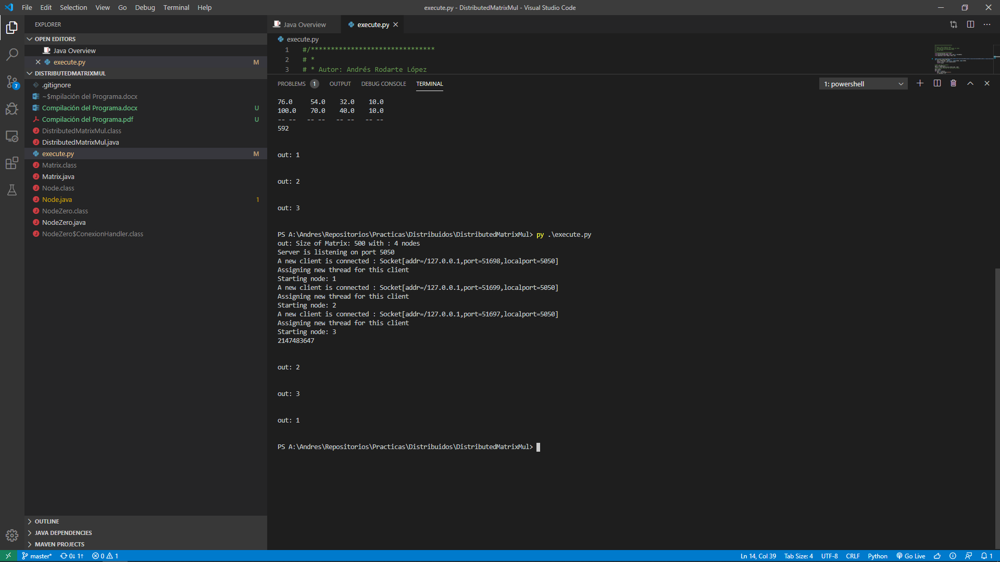 File Edit Selection View Go Debug Terminal Help
execute.py - DistributedMatrixMul - Visual Studio Code
EXPLORER
OPEN EDITORS
Java Overview
execute.py M
DISTRIBUTEDMATRIXMUL
.gitignore
~$mpilación del Programa.docx
Compilación del Programa.docx U
Compilación del Programa.pdf U
DistributedMatrixMul.class
DistributedMatrixMul.java
execute.py M
Matrix.class
Matrix.java
Node.class
Node.java 1
NodeZero.class
NodeZero.java
NodeZero$ConexionHandler.class
7
OUTLINE
JAVA DEPENDENCIES
MAVEN PROJECTS
Java Overview execute.py
execute.py
1 #/*******************************
2 # *
3 # * Autor: Andrés Rodarte López
PROBLEMS 1 OUTPUT DEBUG CONSOLE TERMINAL 1: powershell
76.0 54.0 32.0 10.0
100.0 70.0 40.0 10.0
-- -- -- -- -- -- -- --
592
out: 1
out: 2
out: 3
PS A:\Andres\Repositorios\Practicas\Distribuidos\DistributedMatrixMul> py .\execute.py
out: Size of Matrix: 500 with : 4 nodes
Server is listening on port 5050
A new client is connected : Socket[addr=/127.0.0.1,port=51698,localport=5050]
Assigning new thread for this client
Starting node: 1
A new client is connected : Socket[addr=/127.0.0.1,port=51699,localport=5050]
Assigning new thread for this client
Starting node: 2
A new client is connected : Socket[addr=/127.0.0.1,port=51697,localport=5050]
Assigning new thread for this client
Starting node: 3
2147483647
out: 2
out: 3
out: 1
PS A:\Andres\Repositorios\Practicas\Distribuidos\DistributedMatrixMul>
master* 0↓ 1↑ 0 1 Ln 14, Col 39 Tab Size: 4 UTF-8 CRLF Python Go Live 1